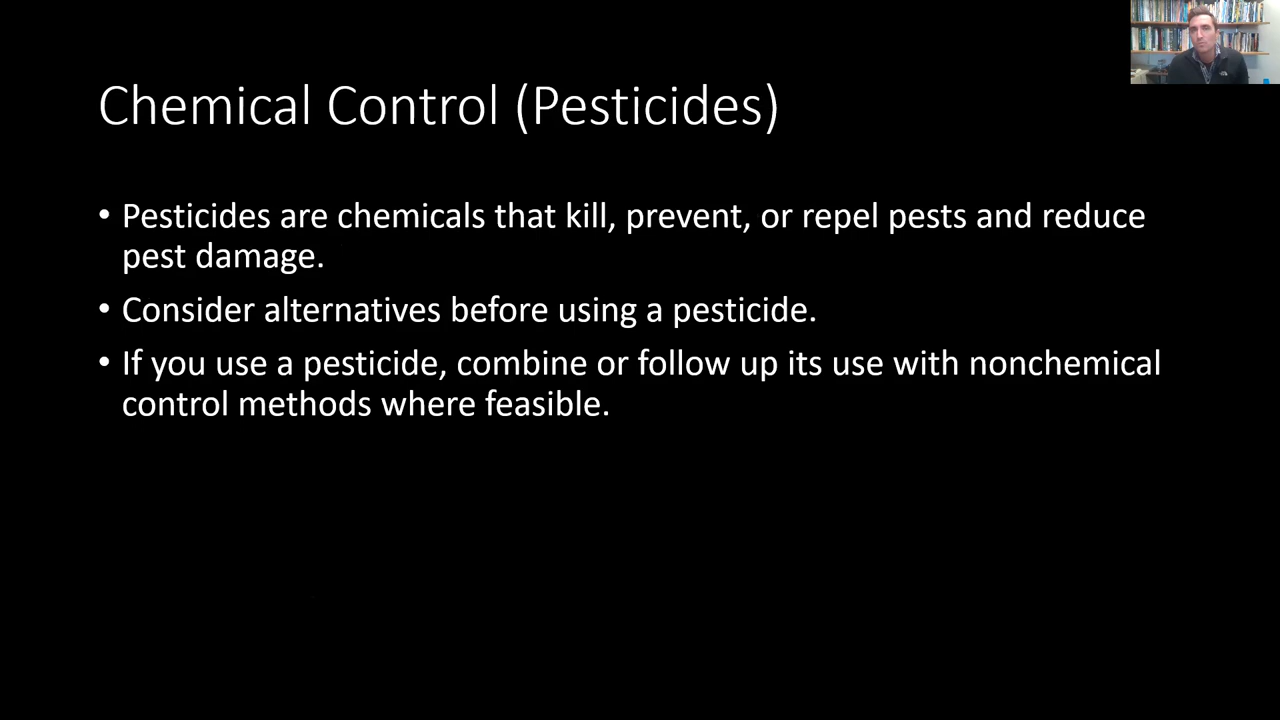 Chemical Control (Pesticides)
• Pesticides are chemicals that kill, prevent, or repel pests and reduce
pest damage.
• Consider alternatives before using a pesticide.
• If you use a pesticide, combine or follow up its use with nonchemical
control methods where feasible.